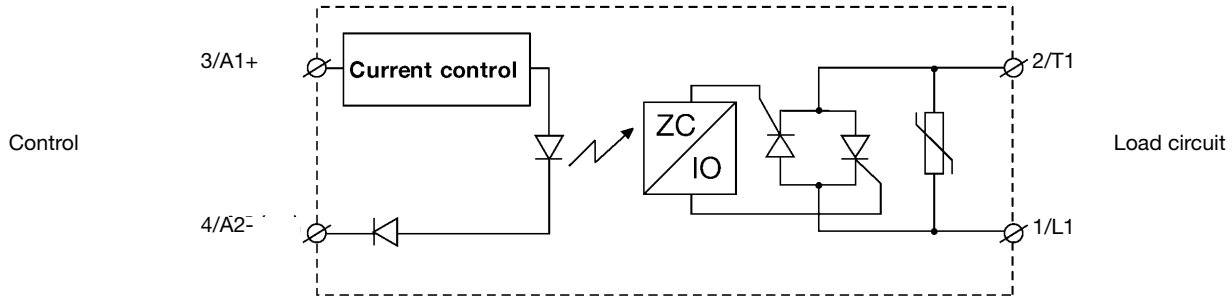 3/A1+
Current control
2/T1
ZC
IO
Control
Load circuit
4/A2-
1/L1